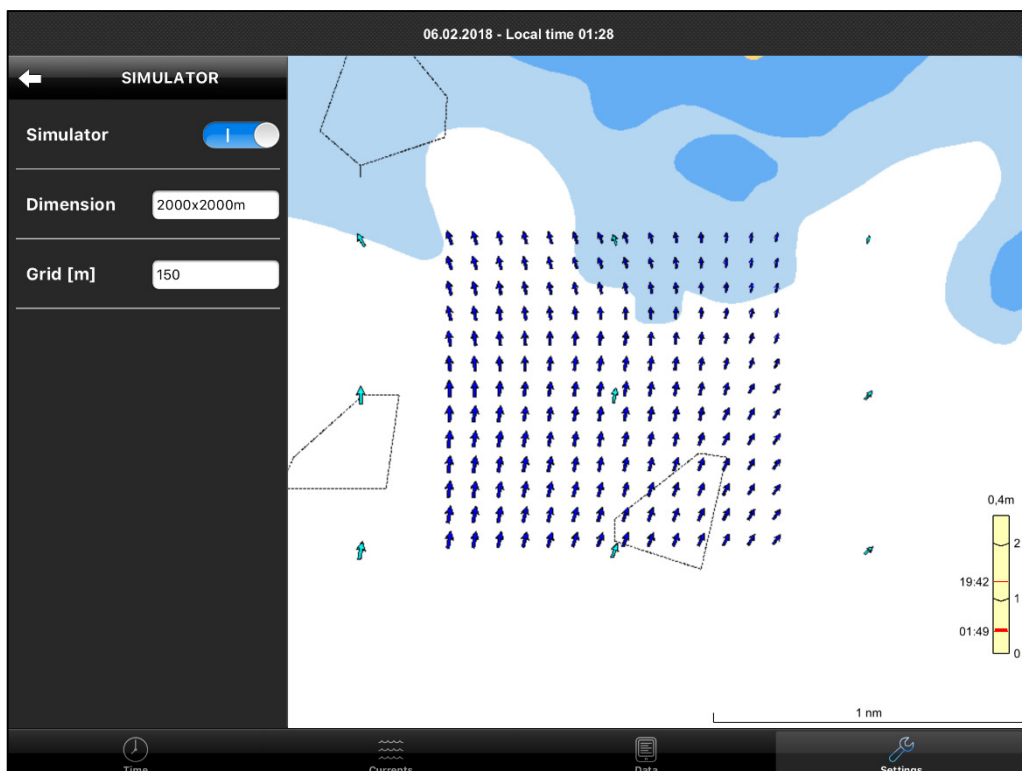 06.02.2018 - Local time 01:28
SIMULATOR
Simulator
Dimension 2000x2000m
Grid [m] 150
0,4m
2
19:42
1
01:49
0
1 nm
Time Currents Data Settings